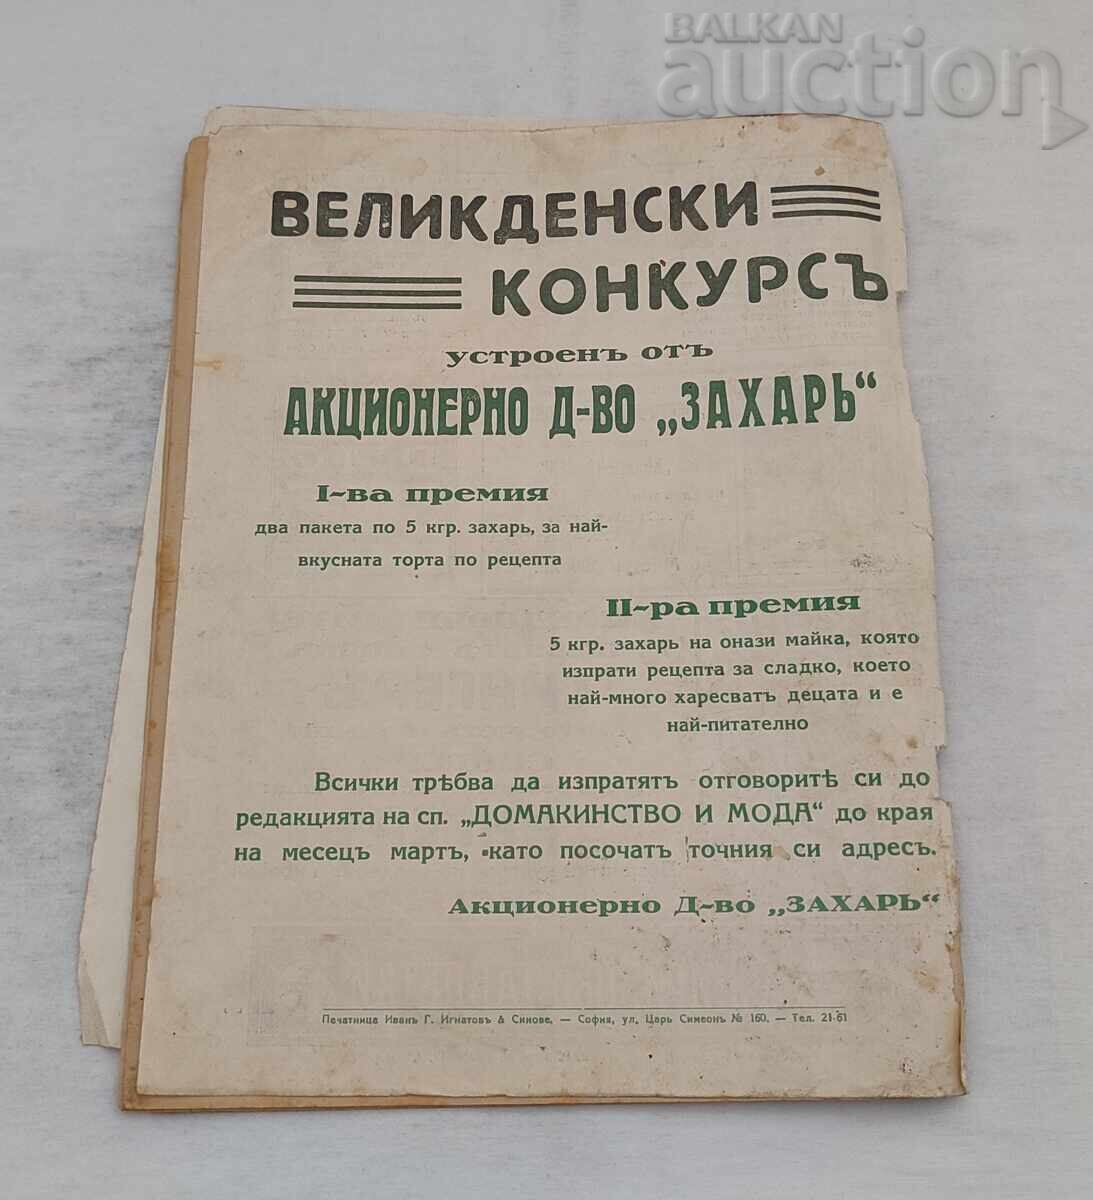 BALKAN
auction
ВЕЛИКДЕНСКИ
КОНКУРСЪ
устроенъ отъ
АКЦИОНЕРНО Д-ВО „ЗАХАРЬ“
I-ва премия
два пакета по 5 кгр. захарь, за най-
вкусната торта по рецепта
II-ра премия
5 кгр. захарь на онази майка, която
изпрати рецепта за сладко, което
най-много харесватъ децата и е
най-питателно
Всички трѣбва да изпратятъ отговоритѣ си до
редакцията на сп. „ДОМАКИНСТВО И МОДА“ до края
на месецъ мартъ, като посочатъ точния си адресъ.
Акционерно Д-во „ЗАХАРЬ“
Печатница Иванъ Г. Игнатовъ & Синове, — София, ул. Царь Симеонъ № 160. — Тел. 21-61